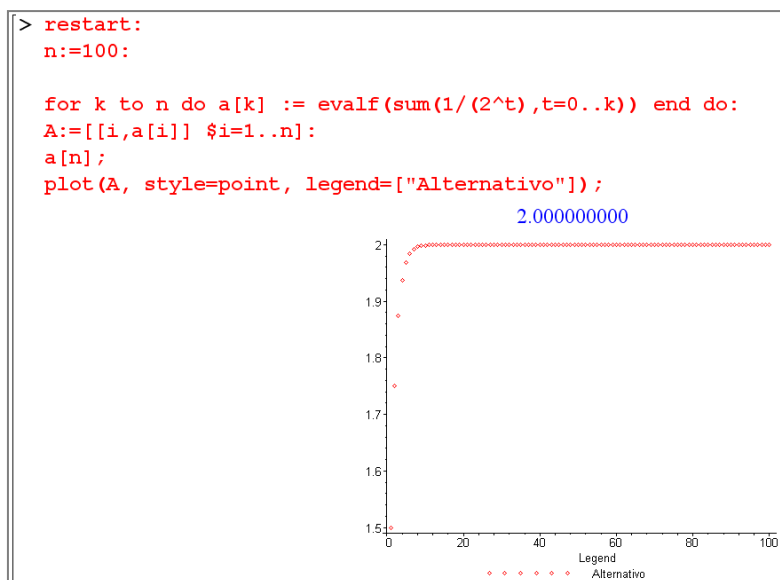 > restart:
n:=100:
for k to n do a[k] := evalf(sum(1/(2^t),t=0..k)) end do:
A:=[[i,a[i]] $i=1..n]:
a[n];
plot(A, style=point, legend=["Alternativo"]);
2.000000000
2
1.9
1.8
1.7
1.6
1.5
0 20 40 60 80 100
Legend
Alternativo